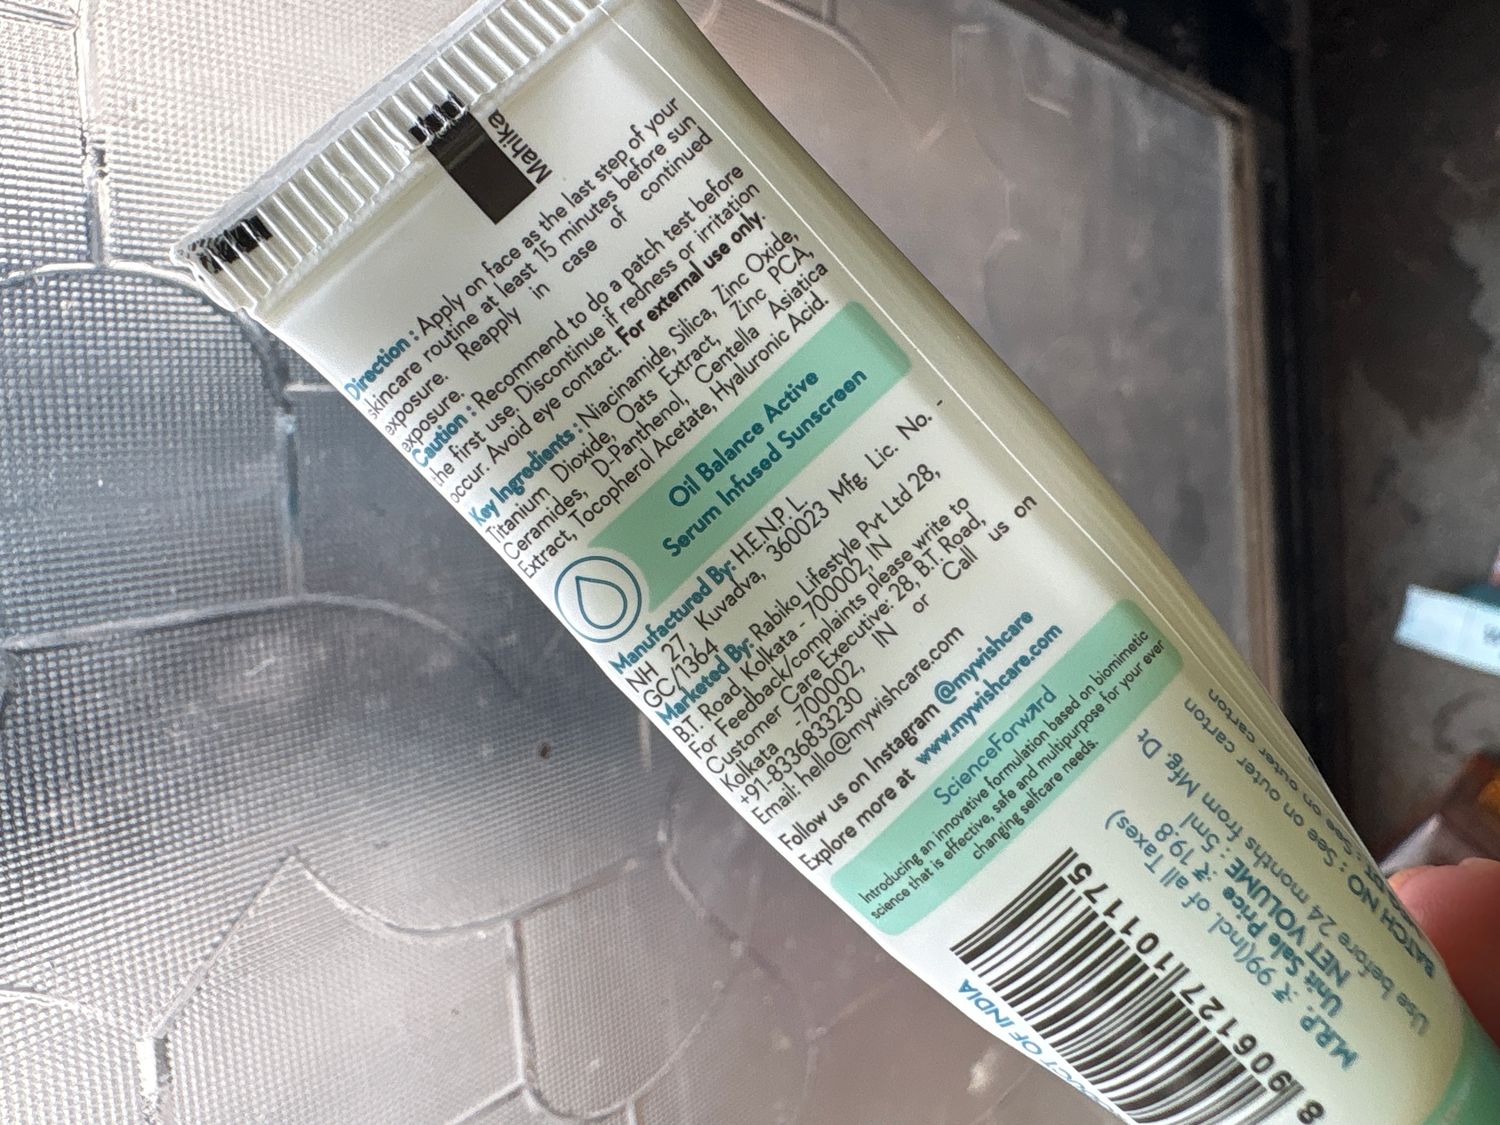 Mahika
Direction : Apply on face as the last step of your
skincare routine at least 15 minutes before sun
exposure. Reapply in case of continued
exposure.
Caution : Recommend to do a patch test before
the first use. Discontinue if redness or irritation
occur. Avoid eye contact. For external use only.
Key Ingredients : Niacinamide, Silica, Zinc Oxide,
Titanium Dioxide, Oats Extract, Zinc PCA,
Ceramides, D-Panthenol, Centella Asiatica
Extract, Tocopherol Acetate, Hyaluronic Acid.
Oil Balance Active
Serum Infused Sunscreen
Manufactured By: H.E.N.P. L.
NH 27, Kuvadva, 360023 Mfg. Lic. No. -
GC/1364
Marketed By: Rabiko Lifestyle Pvt Ltd 28,
B.T. Road, Kolkata - 700002, IN
For Feedback/complaints please write to
Customer Care Executive: 28, B.T. Road,
Kolkata -700002, IN or Call us on
+91-8336833230
Email: hello@mywishcare.com
Follow us on Instagram @mywishcare
Explore more at www.mywishcare.com
ScienceForward
Introducing an innovative formulation based on biomimetic
science that is effective, safe and multipurpose for your ever
changing selfcare needs.
8 906127 101175
OF INDIA
M.R.P. : ₹ 99(Incl. of all Taxes)
Unit Sale Price : ₹ 19.8
NET VOLUME : 5ml
Use before 24 months from Mfg. Dt
BATCH NO : See on outer carton
: See on outer carton